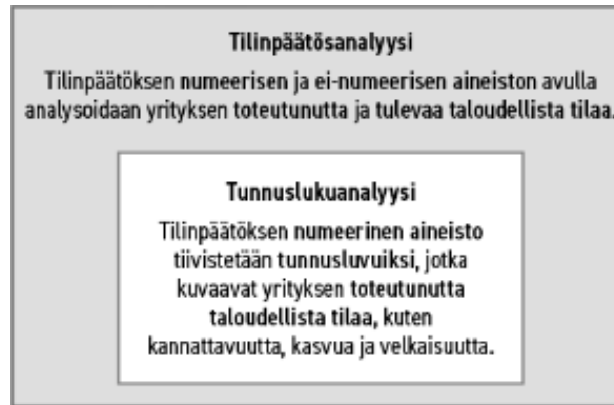 Tilinpäätösanalyysi
Tilinpäätöksen numeerisen ja ei-numeerisen aineiston avulla
analysoidaan yrityksen toteutunutta ja tulevaa taloudellista tilaa.
Tunnuslukuanalyysi
Tilinpäätöksen numeerinen aineisto
tiivistetään tunnusluvuiksi, jotka
kuvaavat yrityksen toteutunutta
taloudellista tilaa, kuten
kannattavuutta, kasvua ja velkaisuutta.